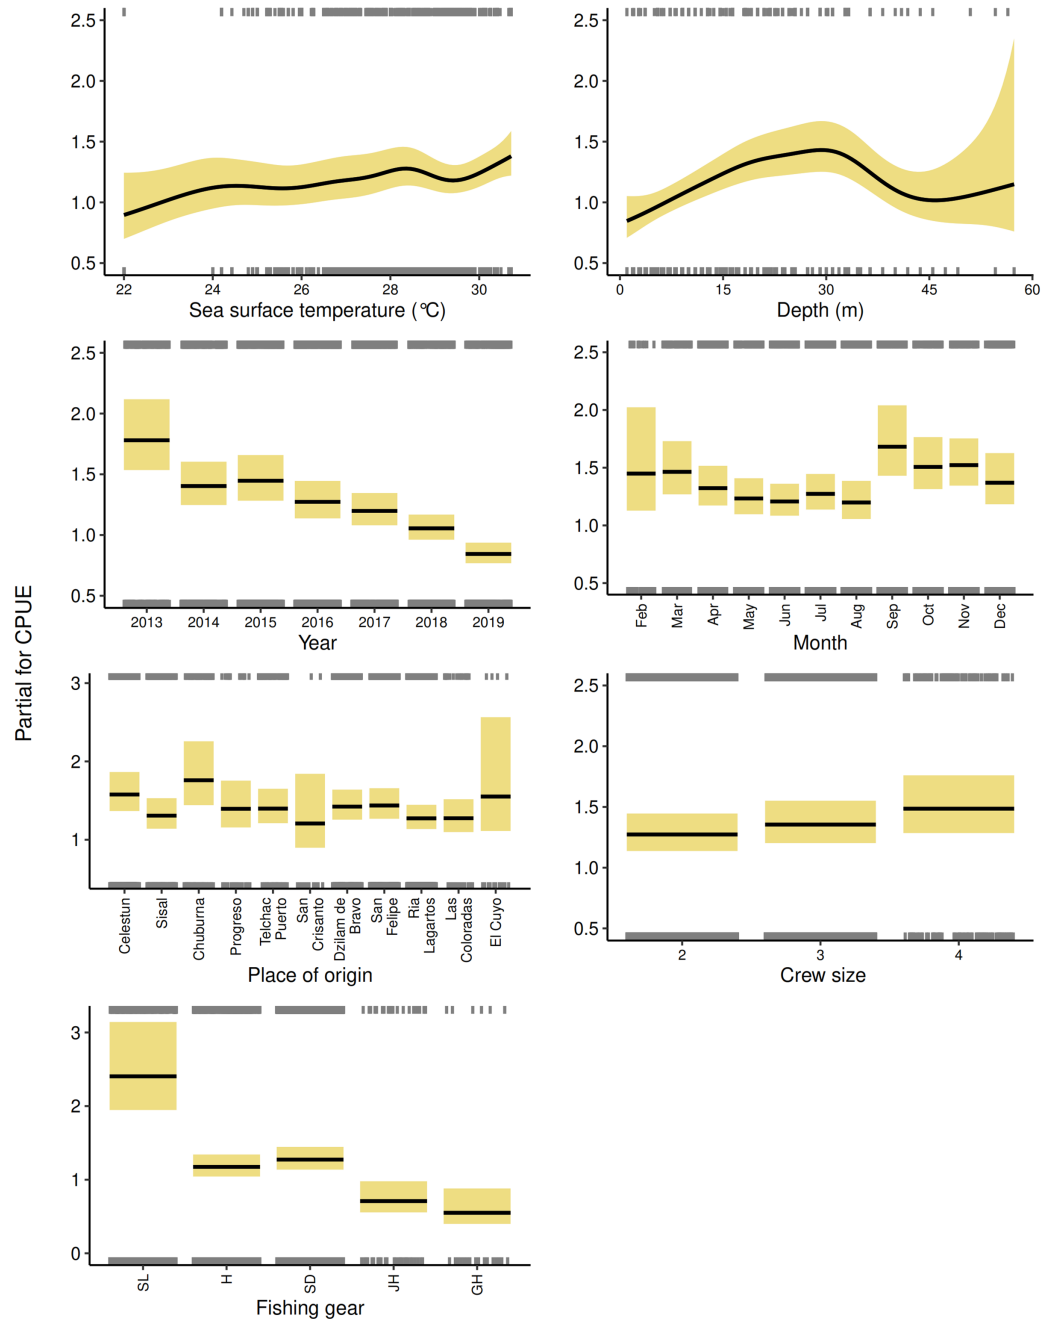 Partial for CPUE
2.5
2.0
1.5
1.0
0.5
22 24 26 28 30
Sea surface temperature (°C)
2.5
2.0
1.5
1.0
0.5
0 15 30 45 60
Depth (m)
2.5
2.0
1.5
1.0
0.5
2013 2014 2015 2016 2017 2018 2019
Year
2.5
2.0
1.5
1.0
0.5
Feb Mar Apr May Jun Jul Aug Sep Oct Nov Dec
Month
3
2
1
Celestun
Sisal
Chuburna
Progreso
Telchac
Puerto
San
Crisanto
Dzilam de
Bravo
San
Felipe
Ria
Lagartos
Las
Coloradas
El Cuyo
Place of origin
2.5
2.0
1.5
1.0
0.5
2 3 4
Crew size
3
2
1
0
SL H SD JH GH
Fishing gear